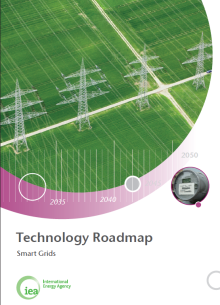 2050
2035
2040
Technology Roadmap
Smart Grids
iea
International
Energy Agency